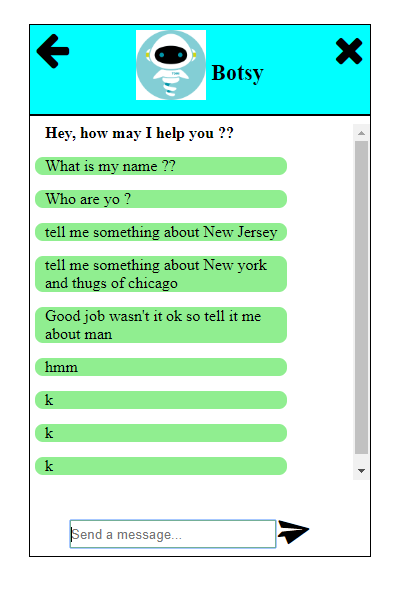 Botsy
Hey, how may I help you ??
What is my name ??
Who are yo ?
tell me something about New Jersey
tell me something about New york
and thugs of chicago
Good job wasn't it ok so tell it me
about man
hmm
k
k
k
Send a message...